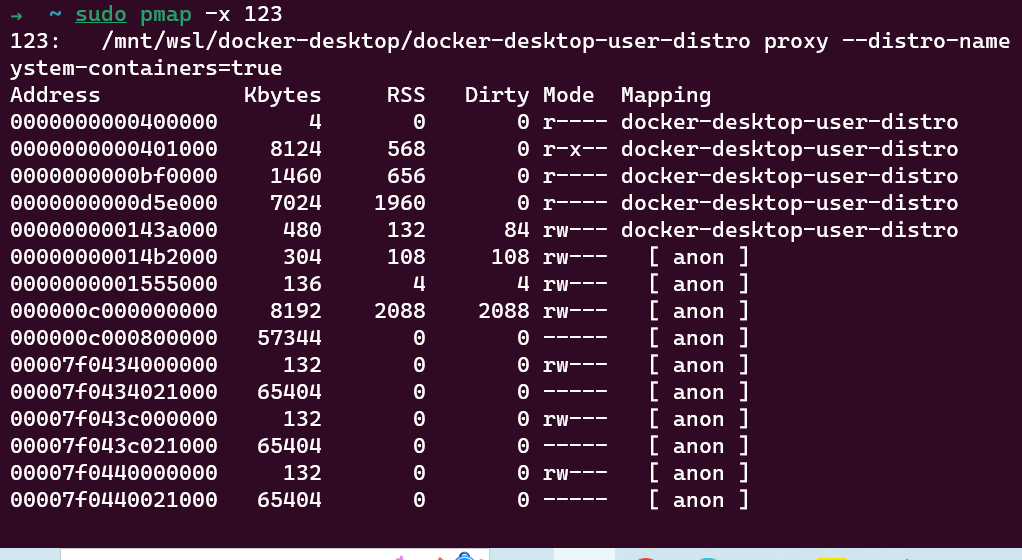 →  ~ sudo pmap -x 123
123:   /mnt/wsl/docker-desktop/docker-desktop-user-distro proxy --distro-name
ystem-containers=true
Address           Kbytes     RSS   Dirty Mode  Mapping
0000000000400000       4       0       0 r---- docker-desktop-user-distro
0000000000401000    8124     568       0 r-x-- docker-desktop-user-distro
0000000000bf0000    1460     656       0 r---- docker-desktop-user-distro
0000000000d5e000    7024    1960       0 r---- docker-desktop-user-distro
000000000143a000     480     132      84 rw--- docker-desktop-user-distro
00000000014b2000     304     108     108 rw---   [ anon ]
0000000001555000     136       4       4 rw---   [ anon ]
000000c000000000    8192    2088    2088 rw---   [ anon ]
000000c000800000   57344       0       0 -----   [ anon ]
00007f0434000000     132       0       0 rw---   [ anon ]
00007f0434021000   65404       0       0 -----   [ anon ]
00007f043c000000     132       0       0 rw---   [ anon ]
00007f043c021000   65404       0       0 -----   [ anon ]
00007f0440000000     132       0       0 rw---   [ anon ]
00007f0440021000   65404       0       0 -----   [ anon ]